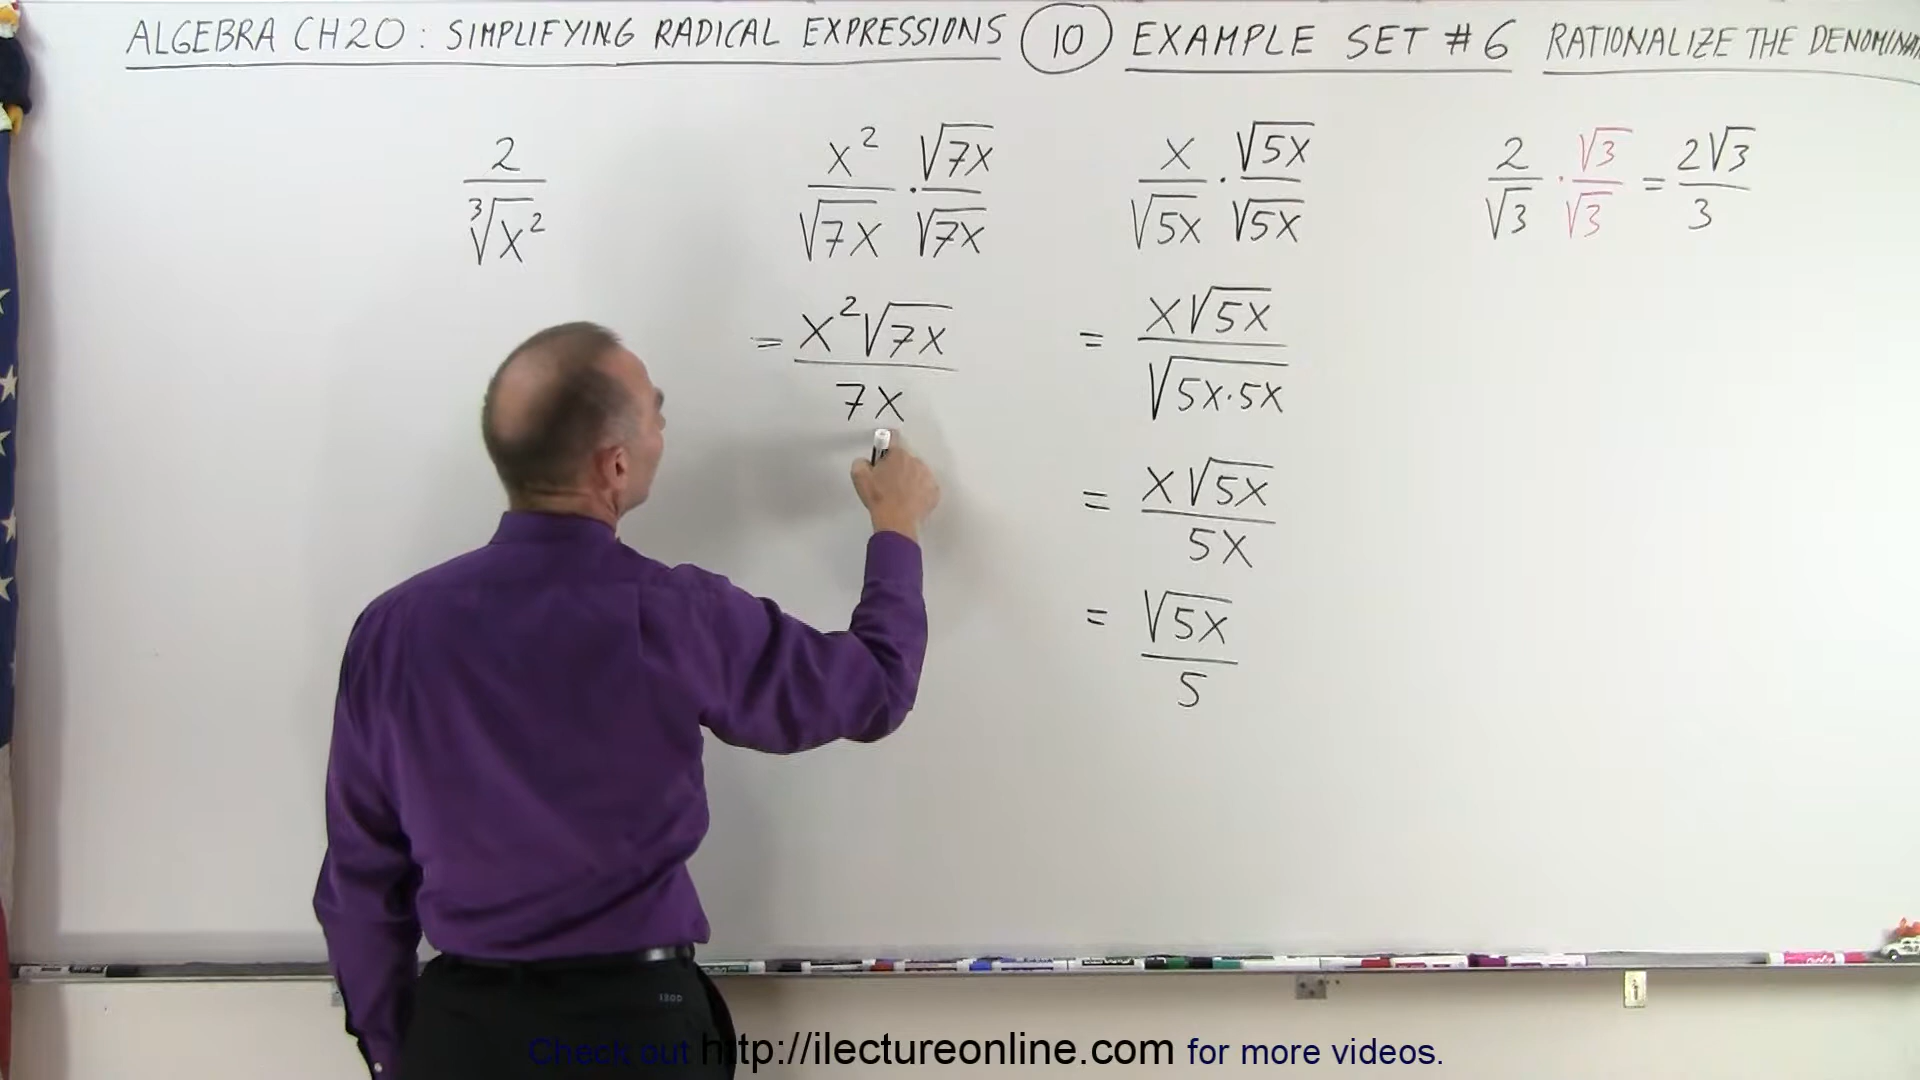 ALGEBRA CH20 : SIMPLIFYING RADICAL EXPRESSIONS 10 EXAMPLE SET # 6 RATIONALIZE THE DENOMINAT
2/∛x² x²/√7x · √7x/√7x x/√5x · √5x/√5x 2/√3 · √3/√3 = 2√3/3
= x²√7x/7x = x√5x/√5x·5x
= x√5x/5x
= √5x/5
1300
Check out http://ilectureonline.com for more videos.